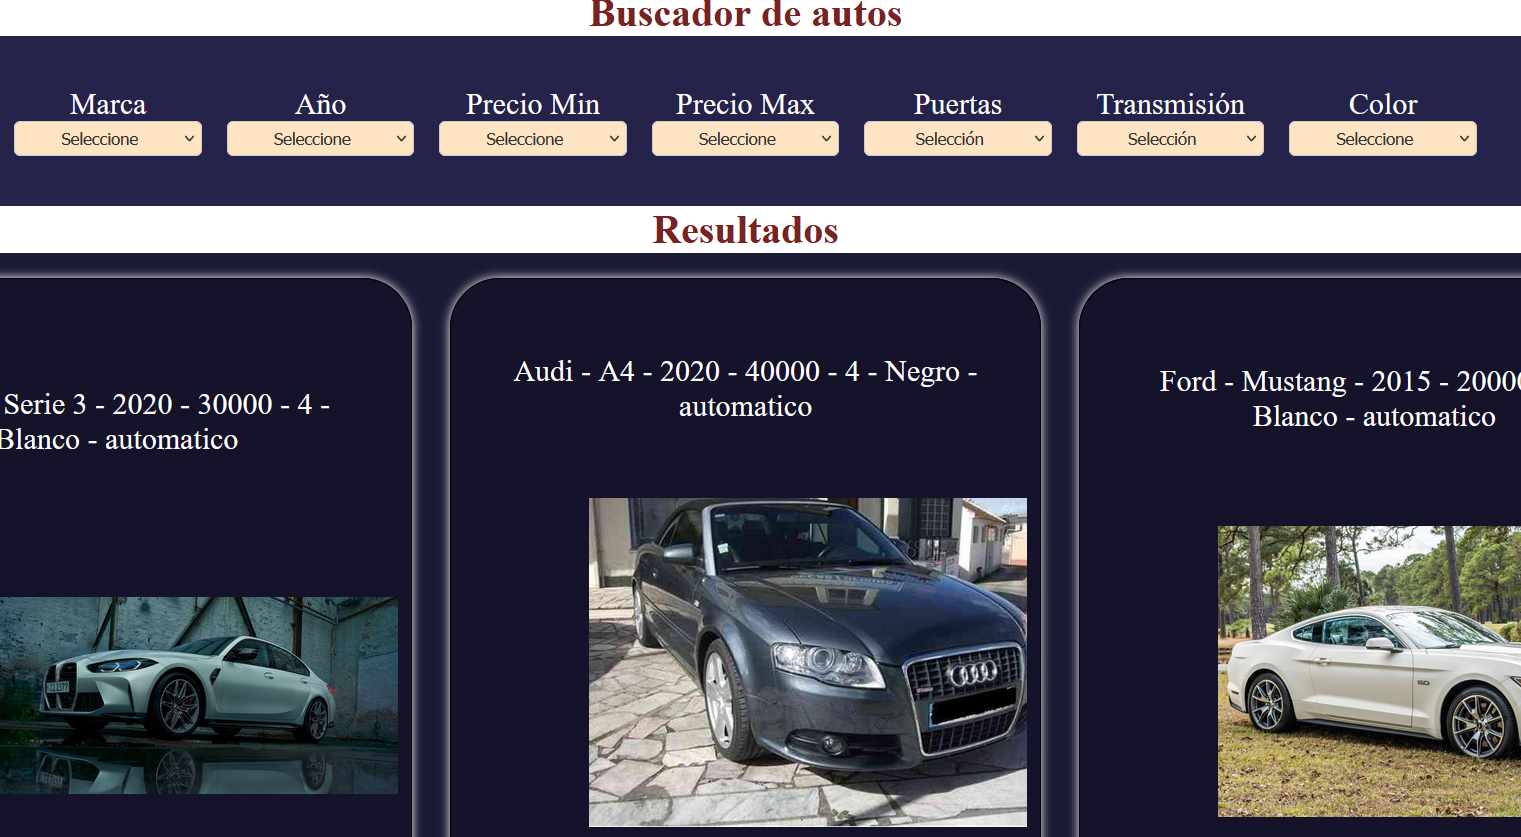 Buscador de autos
Marca
Año
Precio Min
Precio Max
Puertas
Transmisión
Color
Seleccione
Seleccione
Seleccione
Seleccione
Selección
Selección
Seleccione
Resultados
Serie 3 - 2020 - 30000 - 4 -
Blanco - automatico
Audi - A4 - 2020 - 40000 - 4 - Negro -
automatico
Ford - Mustang - 2015 - 20000
Blanco - automatico